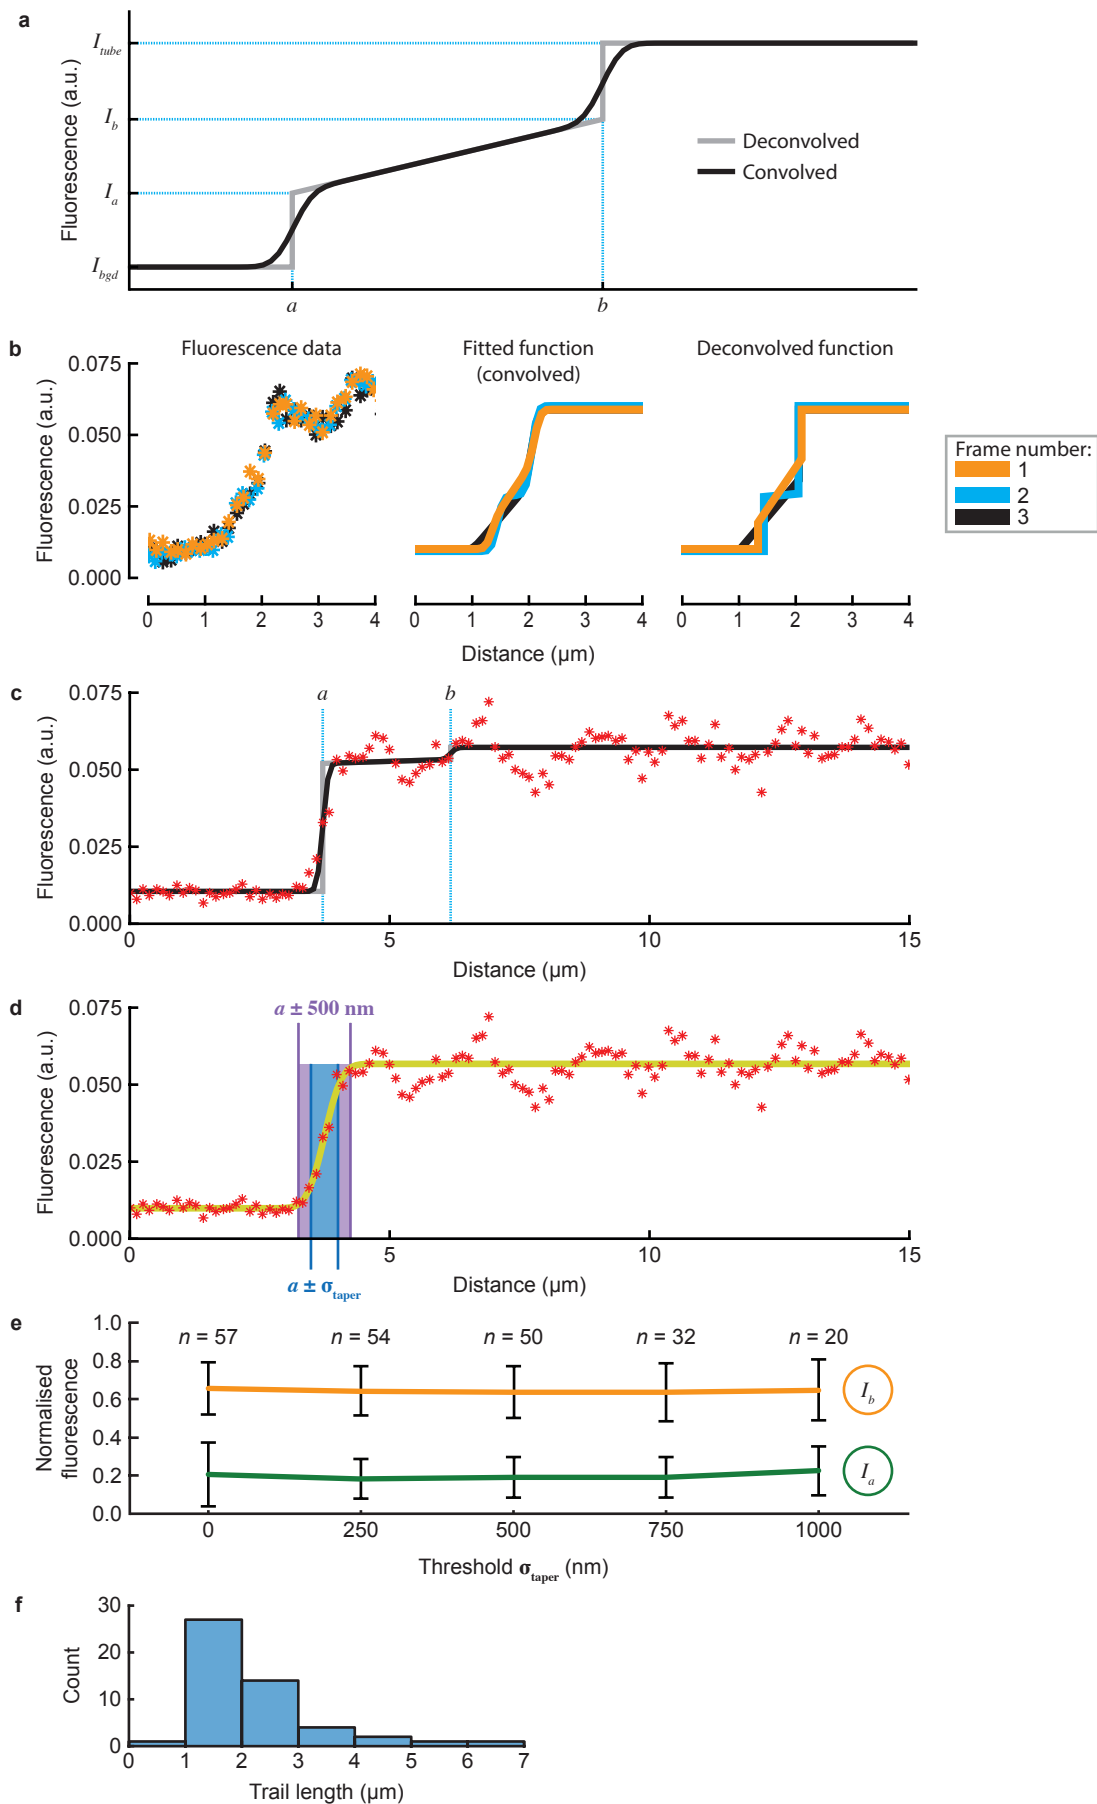 a
Fluorescence (a.u.)
I_tube
I_b
I_a
I_bgd
Deconvolved
Convolved
a
b
b
Fluorescence data
Fitted function
(convolved)
Deconvolved function
Fluorescence (a.u.)
0.075
0.050
0.025
0.000
0 1 2 3 4
0 1 2 3 4
0 1 2 3 4
Distance (µm)
Frame number:
1
2
3
c
a
b
Fluorescence (a.u.)
0.075
0.050
0.025
0.000
0 5 10 15
Distance (µm)
d
a ± 500 nm
Fluorescence (a.u.)
0.075
0.050
0.025
0.000
0 5 10 15
a ± σ_taper
Distance (µm)
e
Normalised
fluorescence
1.0
0.8
0.6
0.4
0.2
0.0
n = 57 n = 54 n = 50 n = 32 n = 20
I_b
I_a
0 250 500 750 1000
Threshold σ_taper (nm)
f
Count
30
20
10
0
0 1 2 3 4 5 6 7
Trail length (µm)